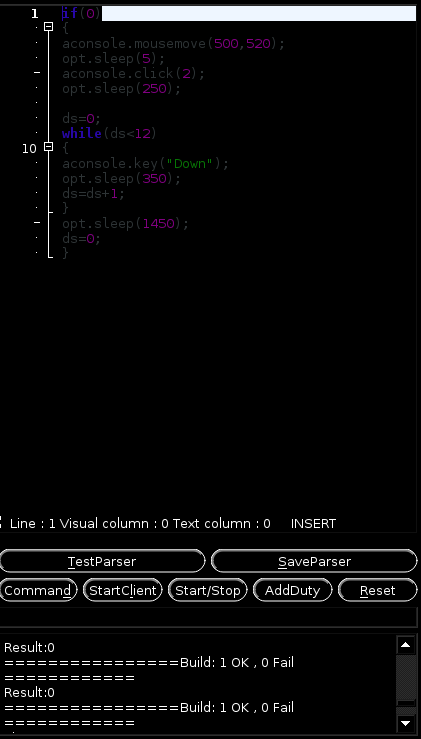 1 if(0)
{
aconsole.mousemove(500,520);
opt.sleep(5);
aconsole.click(2);
opt.sleep(250);
ds=0;
while(ds<12)
10 {
aconsole.key("Down");
opt.sleep(350);
ds=ds+1;
}
opt.sleep(1450);
ds=0;
}
Line : 1 Visual column : 0 Text column : 0 INSERT
TestParser SaveParser
Command StartClient Start/Stop AddDuty Reset
Result:0
================Build: 1 OK , 0 Fail
============
Result:0
================Build: 1 OK , 0 Fail
============